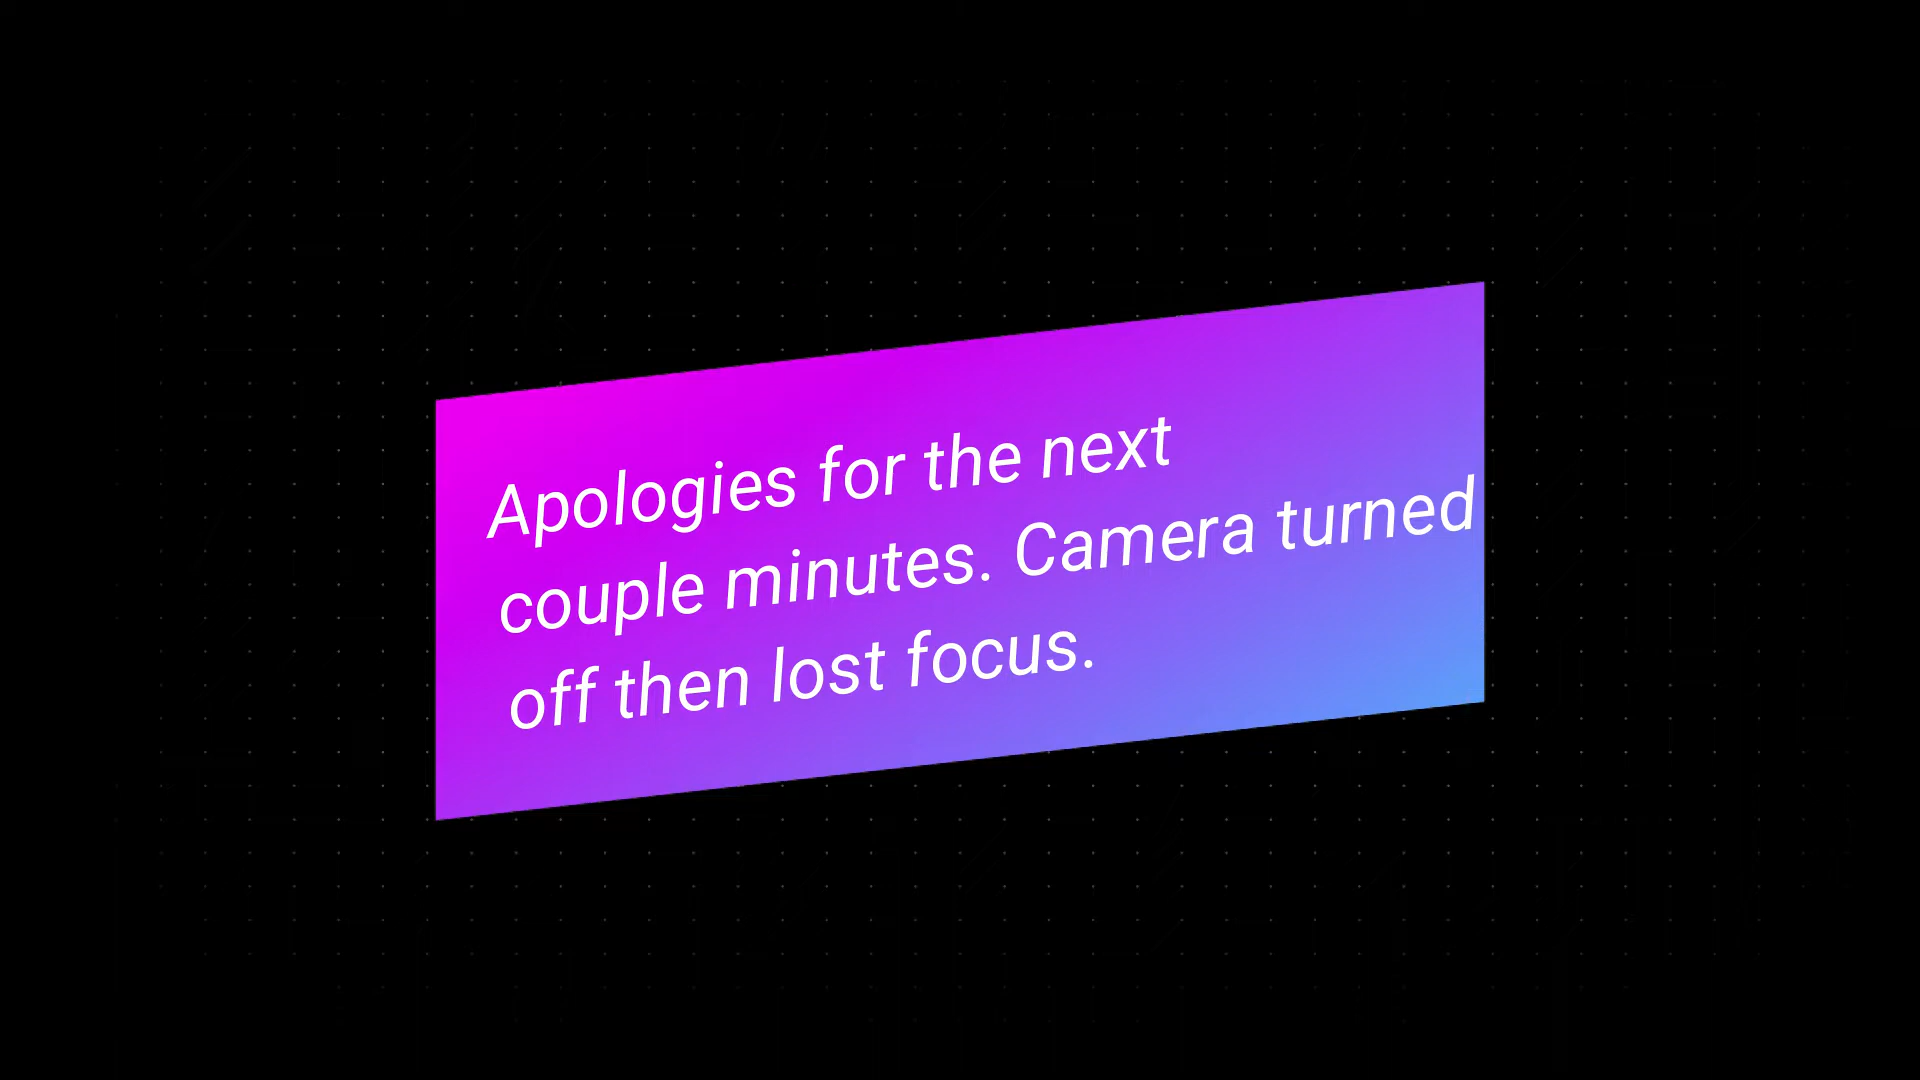 Apologies for the next
couple minutes. Camera turned
off then lost focus.